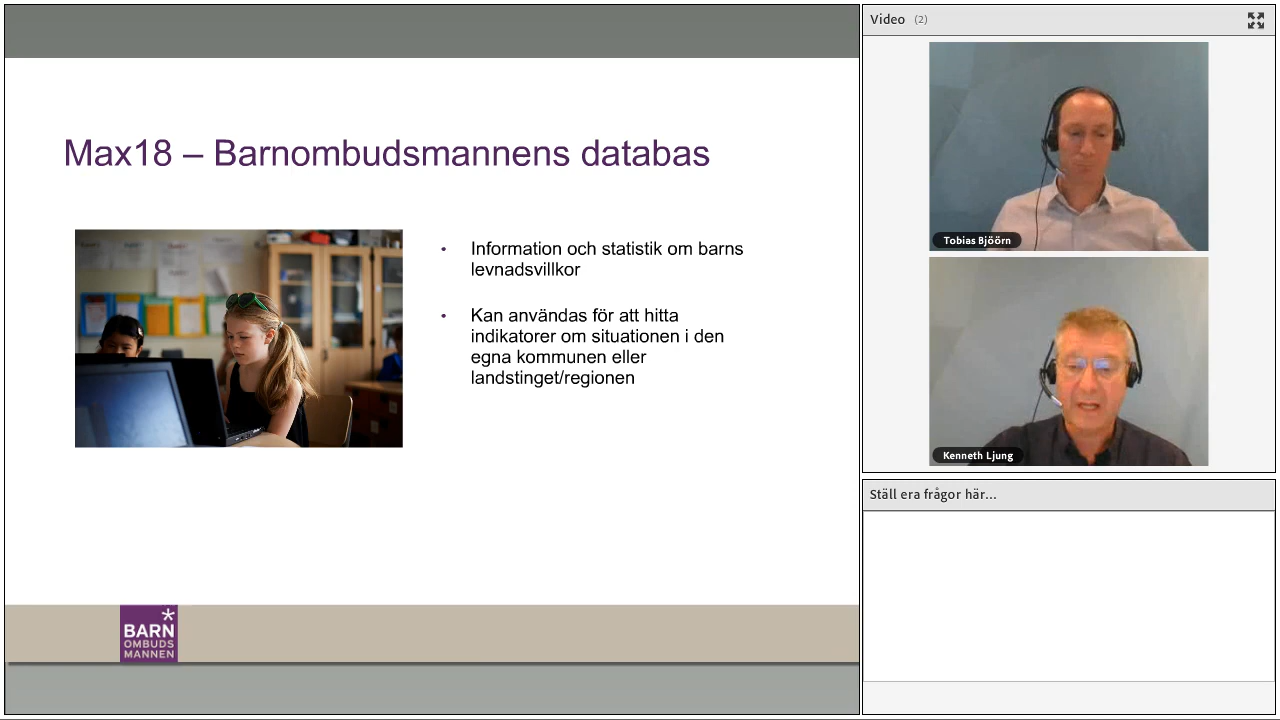 Max18 – Barnombudsmannens databas
• Information och statistik om barns
levnadsvillkor
• Kan användas för att hitta
indikatorer om situationen i den
egna kommunen eller
landstinget/regionen
BARN
OMBUDS
MANNEN
Video (2)
Tobias Bjöörn
Kenneth Ljung
Ställ era frågor här...